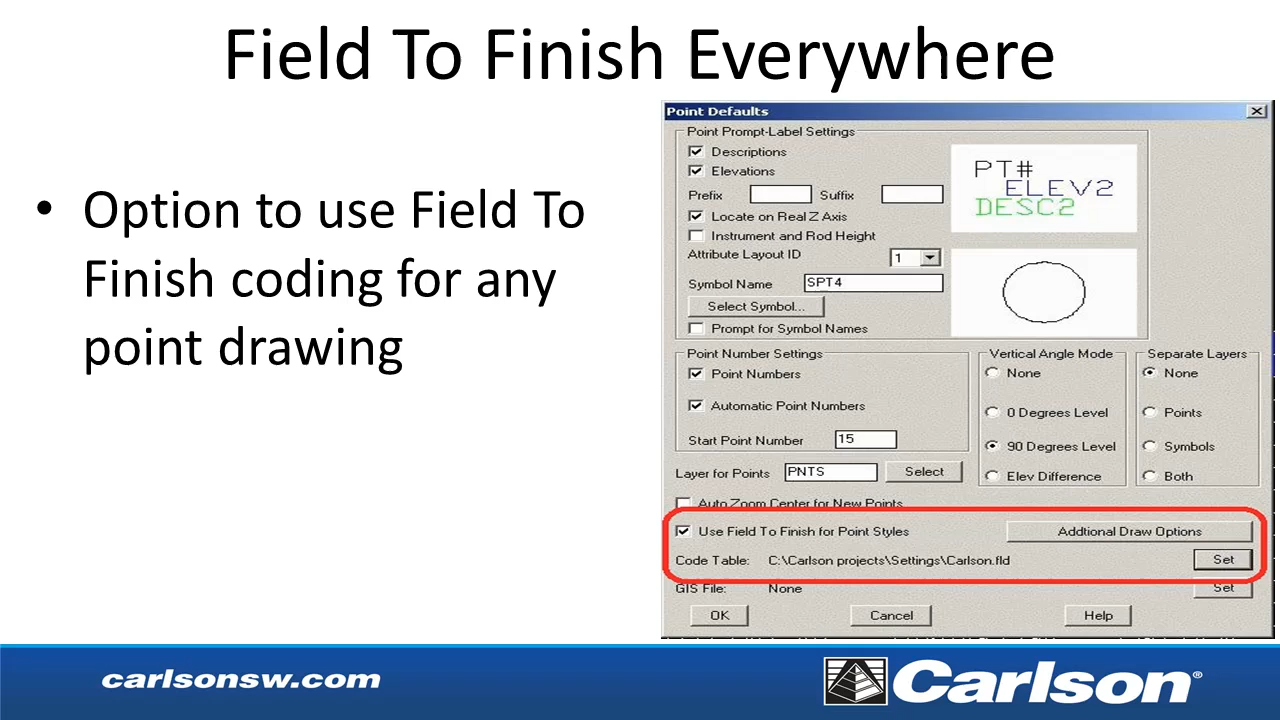 Field To Finish Everywhere
• Option to use Field To
Finish coding for any
point drawing
Point Defaults
Point Prompt-Label Settings
Descriptions
Elevations
Prefix Suffix
Locate on Real Z Axis
Instrument and Rod Height
Attribute Layout ID 1
Symbol Name SPT4
Select Symbol...
Prompt for Symbol Names
PT#
ELEV2
DESC2
Point Number Settings
Point Numbers
Automatic Point Numbers
Start Point Number 15
Vertical Angle Mode
None
0 Degrees Level
90 Degrees Level
Elev Difference
Separate Layers
None
Points
Symbols
Both
Layer for Points PNTS Select
Auto Zoom Center for New Points
Use Field To Finish for Point Styles Addtional Draw Options
Code Table: C:\Carlson projects\Settings\Carlson.fld Set
GIS File: None Set
OK Cancel Help
carlsonsw.com
Carlson®